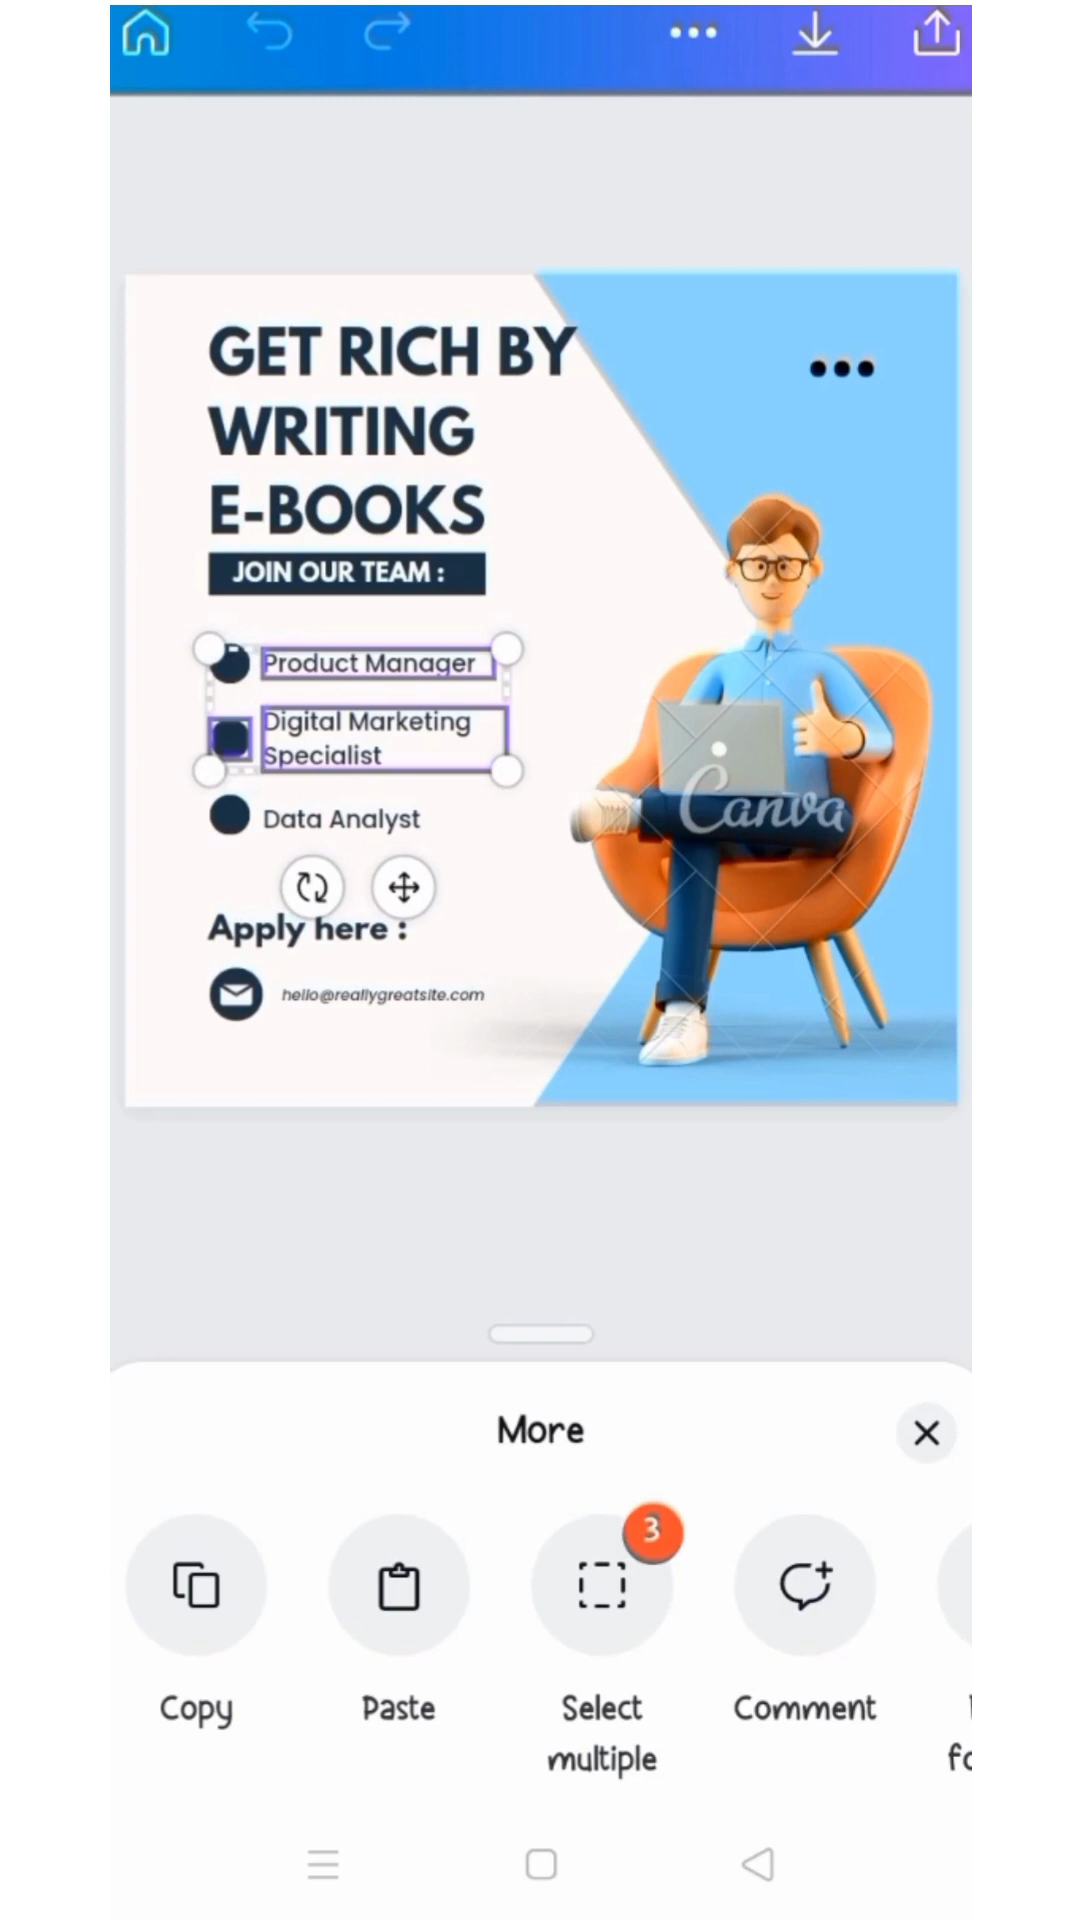 GET RICH BY
WRITING
E-BOOKS
JOIN OUR TEAM :
Product Manager
Digital Marketing
Specialist
Data Analyst
Apply here :
hello@reallygreatsite.com
Canva
More
3
Copy
Paste
Select
multiple
Comment